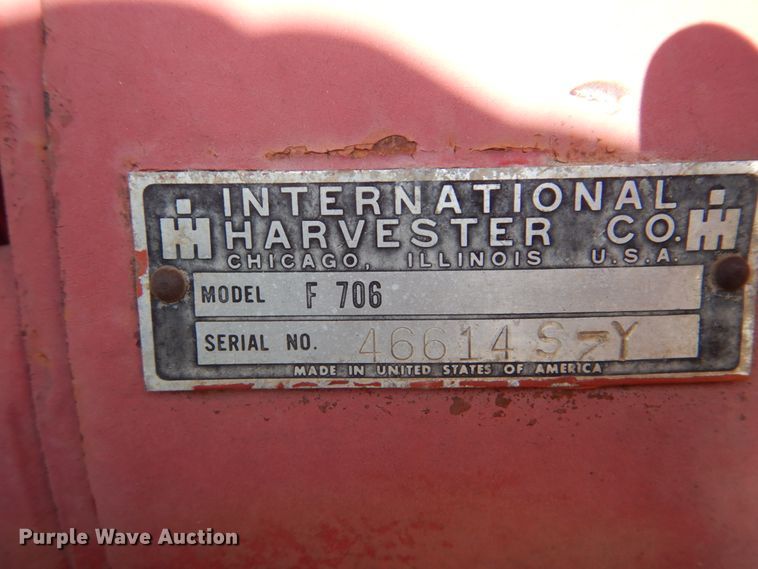 INTERNATIONAL
HARVESTER CO.
CHICAGO, ILLINOIS U.S.A.
MODEL F 706
SERIAL NO. 46614 S-Y
MADE IN UNITED STATES OF AMERICA
Purple Wave Auction®